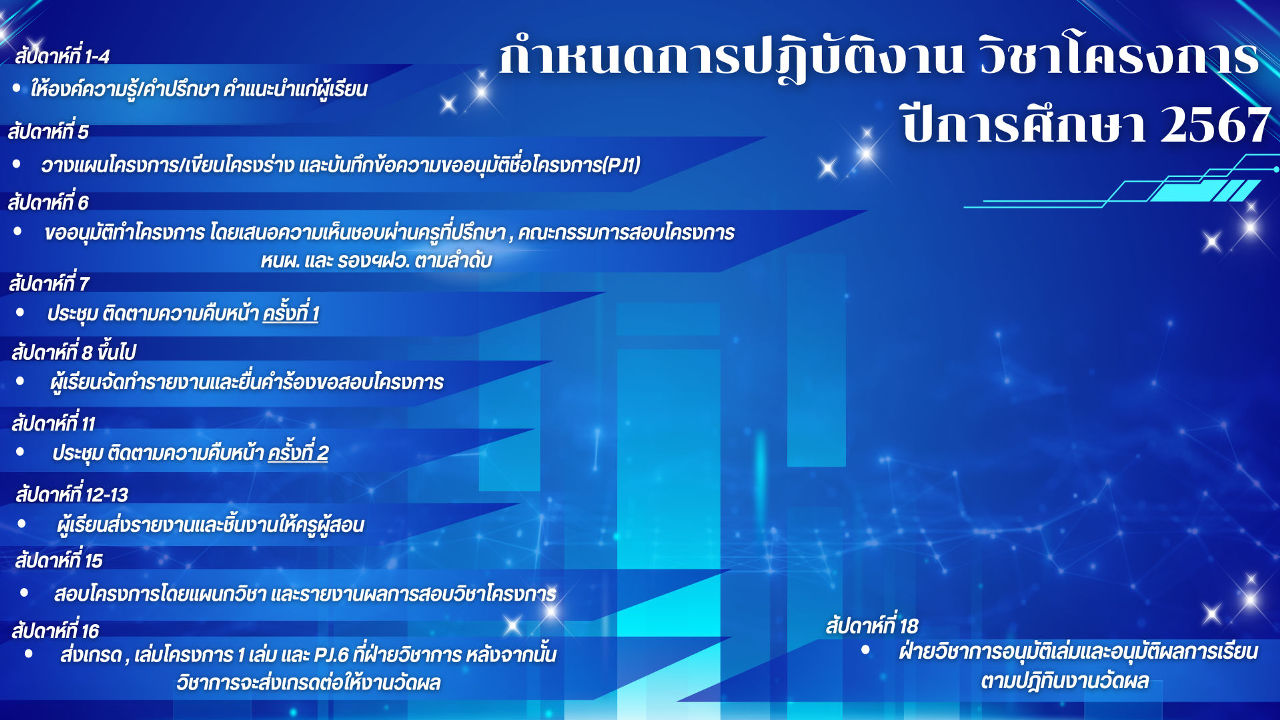 กำหนดการปฏิบัติงาน วิชาโครงการ
ปีการศึกษา 2567
สัปดาห์ที่ 1-4
• ให้องค์ความรู้/คำปรึกษา คำแนะนำแก่ผู้เรียน
สัปดาห์ที่ 5
• วางแผนโครงการ/เขียนโครงร่าง และบันทึกข้อความขออนุมัติชื่อโครงการ(PJ1)
สัปดาห์ที่ 6
• ขออนุมัติทำโครงการ โดยเสนอความเห็นชอบผ่านครูที่ปรึกษา , คณะกรรมการสอบโครงการ
หนผ. และ รองฯฝว. ตามลำดับ
สัปดาห์ที่ 7
• ประชุม ติดตามความคืบหน้า ครั้งที่ 1
สัปดาห์ที่ 8 ขึ้นไป
• ผู้เรียนจัดทำรายงานและยื่นคำร้องขอสอบโครงการ
สัปดาห์ที่ 11
• ประชุม ติดตามความคืบหน้า ครั้งที่ 2
สัปดาห์ที่ 12-13
• ผู้เรียนส่งรายงานและชิ้นงานให้ครูผู้สอน
สัปดาห์ที่ 15
• สอบโครงการโดยแผนกวิชา และรายงานผลการสอบวิชาโครงการ
สัปดาห์ที่ 16
• ส่งเกรด , เล่มโครงการ 1 เล่ม และ PJ.6 ที่ฝ่ายวิชาการ หลังจากนั้น
วิชาการจะส่งเกรดต่อให้งานวัดผล
สัปดาห์ที่ 18
• ฝ่ายวิชาการอนุมัติเล่มและอนุมัติผลการเรียน
ตามปฎิทินงานวัดผล